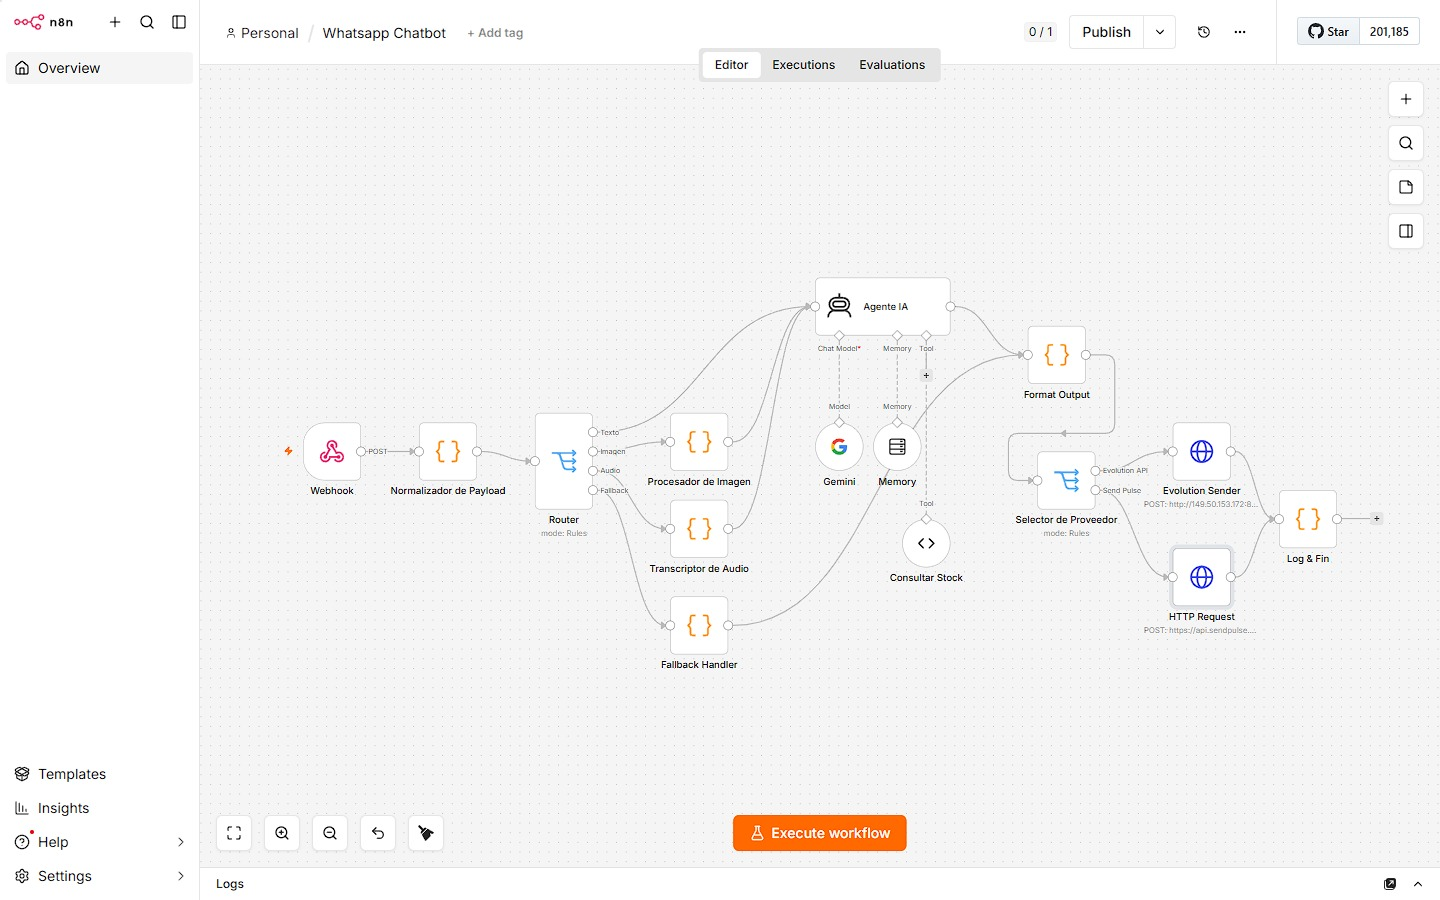 n8n
Personal / Whatsapp Chatbot + Add tag
0 / 1
Publish
Star 201,185
Overview
Editor Executions Evaluations
Agente IA
Chat Model* Memory Tool
+
Format Output
Model Memory
Texto
Imagen
Audio
Fallback
POST
Webhook
Normalizador de Payload
Router
mode: Rules
Procesador de Imagen
Gemini
Memory
Evolution API
Send Pulse
Selector de Proveedor
mode: Rules
Evolution Sender
POST: http://149.50.153.172:8...
Tool
Transcriptor de Audio
Consultar Stock
Log & Fin
+
HTTP Request
POST: https://api.sendpulse....
Fallback Handler
Templates
Insights
Help
Settings
Execute workflow
Logs